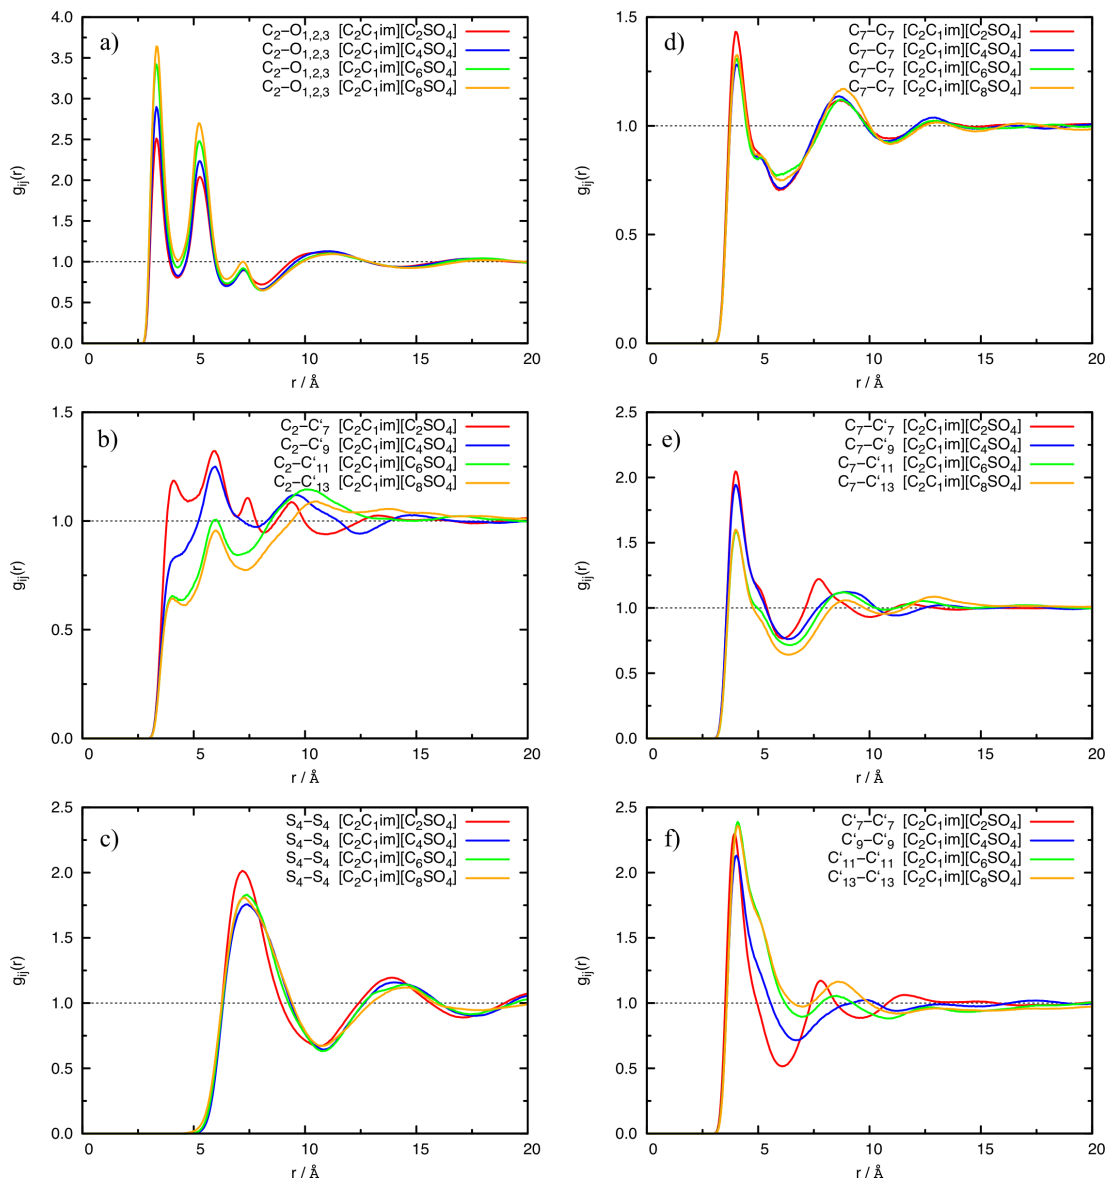 a)
C2–O1,2,3 [C2C1im][C2SO4]
C2–O1,2,3 [C2C1im][C4SO4]
C2–O1,2,3 [C2C1im][C6SO4]
C2–O1,2,3 [C2C1im][C8SO4]
gij(r)
4.0
3.5
3.0
2.5
2.0
1.5
1.0
0.5
0.0
0 5 10 15 20
r / Å
d)
C7–C7 [C2C1im][C2SO4]
C7–C7 [C2C1im][C4SO4]
C7–C7 [C2C1im][C6SO4]
C7–C7 [C2C1im][C8SO4]
gij(r)
1.5
1.0
0.5
0.0
0 5 10 15 20
r / Å
b)
C2–C‘7 [C2C1im][C2SO4]
C2–C‘9 [C2C1im][C4SO4]
C2–C‘11 [C2C1im][C6SO4]
C2–C‘13 [C2C1im][C8SO4]
gij(r)
1.5
1.0
0.5
0.0
0 5 10 15 20
r / Å
e)
C7–C‘7 [C2C1im][C2SO4]
C7–C‘9 [C2C1im][C4SO4]
C7–C‘11 [C2C1im][C6SO4]
C7–C‘13 [C2C1im][C8SO4]
gij(r)
2.5
2.0
1.5
1.0
0.5
0.0
0 5 10 15 20
r / Å
c)
S4–S4 [C2C1im][C2SO4]
S4–S4 [C2C1im][C4SO4]
S4–S4 [C2C1im][C6SO4]
S4–S4 [C2C1im][C8SO4]
gij(r)
2.5
2.0
1.5
1.0
0.5
0.0
0 5 10 15 20
r / Å
f)
C‘7–C‘7 [C2C1im][C2SO4]
C‘9–C‘9 [C2C1im][C4SO4]
C‘11–C‘11 [C2C1im][C6SO4]
C‘13–C‘13 [C2C1im][C8SO4]
gij(r)
2.5
2.0
1.5
1.0
0.5
0.0
0 5 10 15 20
r / Å